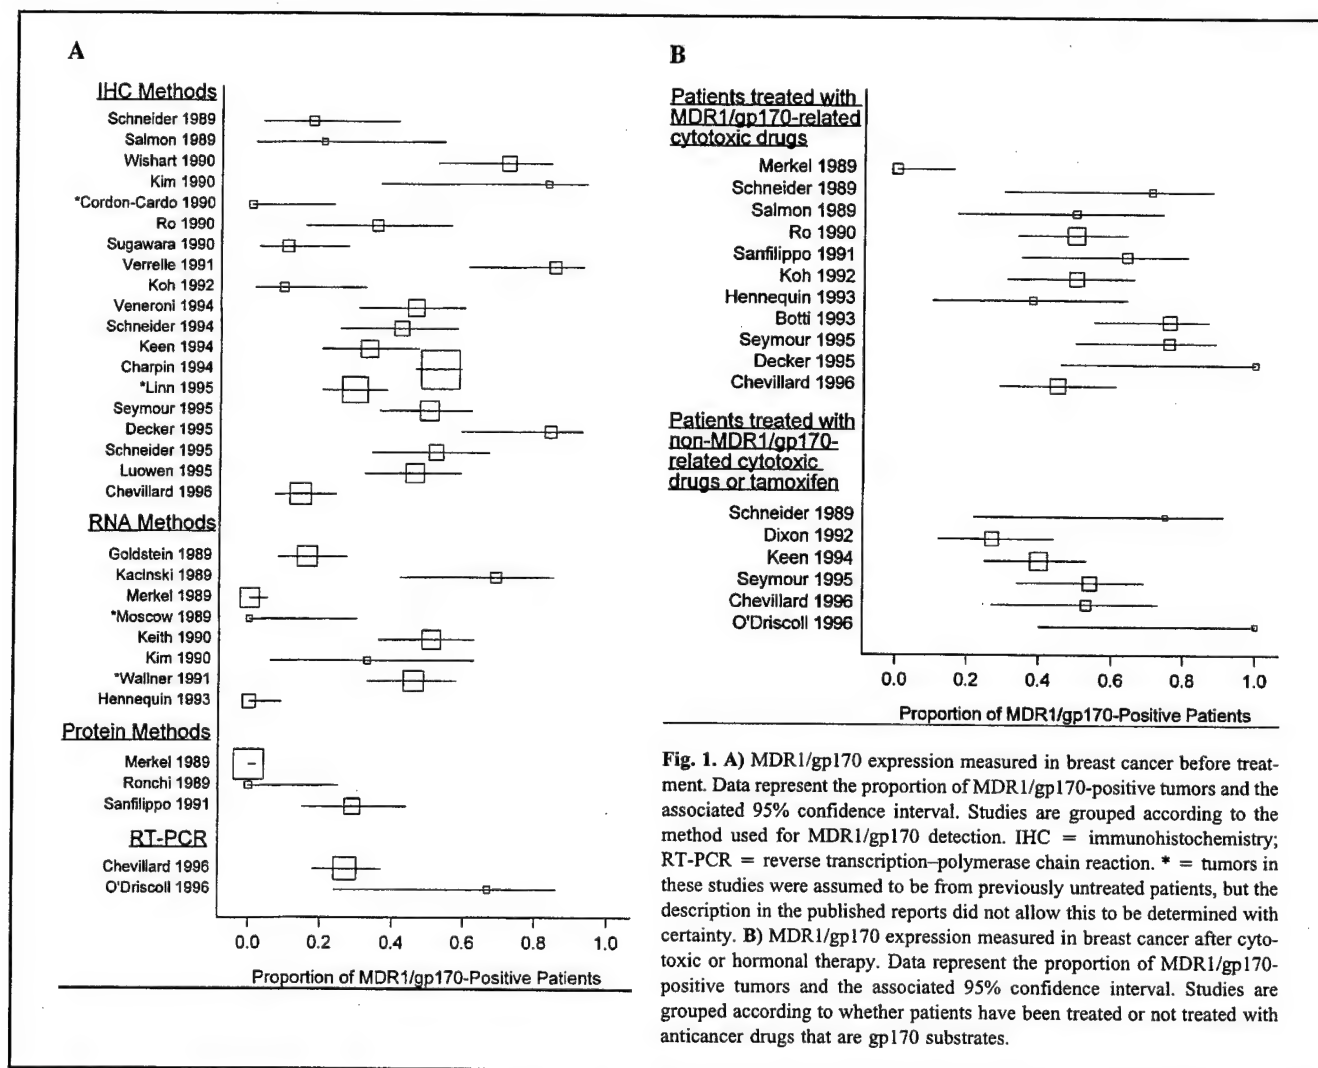 A
IHC Methods
Schneider 1989
Salmon 1989
Wishart 1990
Kim 1990
*Cordon-Cardo 1990
Ro 1990
Sugawara 1990
Verrelle 1991
Koh 1992
Veneroni 1994
Schneider 1994
Keen 1994
Charpin 1994
*Linn 1995
Seymour 1995
Decker 1995
Schneider 1995
Luowen 1995
Chevillard 1996
RNA Methods
Goldstein 1989
Kacinski 1989
Merkel 1989
*Moscow 1989
Keith 1990
Kim 1990
*Wallner 1991
Hennequin 1993
Protein Methods
Merkel 1989
Ronchi 1989
Sanfilippo 1991
RT-PCR
Chevillard 1996
O'Driscoll 1996
0.0 0.2 0.4 0.6 0.8 1.0
Proportion of MDR1/gp170-Positive Patients
B
Patients treated with
MDR1/gp170-related
cytotoxic drugs
Merkel 1989
Schneider 1989
Salmon 1989
Ro 1990
Sanfilippo 1991
Koh 1992
Hennequin 1993
Botti 1993
Seymour 1995
Decker 1995
Chevillard 1996
Patients treated with
non-MDR1/gp170-
related cytotoxic
drugs or tamoxifen
Schneider 1989
Dixon 1992
Keen 1994
Seymour 1995
Chevillard 1996
O'Driscoll 1996
0.0 0.2 0.4 0.6 0.8 1.0
Proportion of MDR1/gp170-Positive Patients
Fig. 1. A) MDR1/gp170 expression measured in breast cancer before treat-
ment. Data represent the proportion of MDR1/gp170-positive tumors and the
associated 95% confidence interval. Studies are grouped according to the
method used for MDR1/gp170 detection. IHC = immunohistochemistry;
RT-PCR = reverse transcription–polymerase chain reaction. * = tumors in
these studies were assumed to be from previously untreated patients, but the
description in the published reports did not allow this to be determined with
certainty. B) MDR1/gp170 expression measured in breast cancer after cyto-
toxic or hormonal therapy. Data represent the proportion of MDR1/gp170-
positive tumors and the associated 95% confidence interval. Studies are
grouped according to whether patients have been treated or not treated with
anticancer drugs that are gp170 substrates.